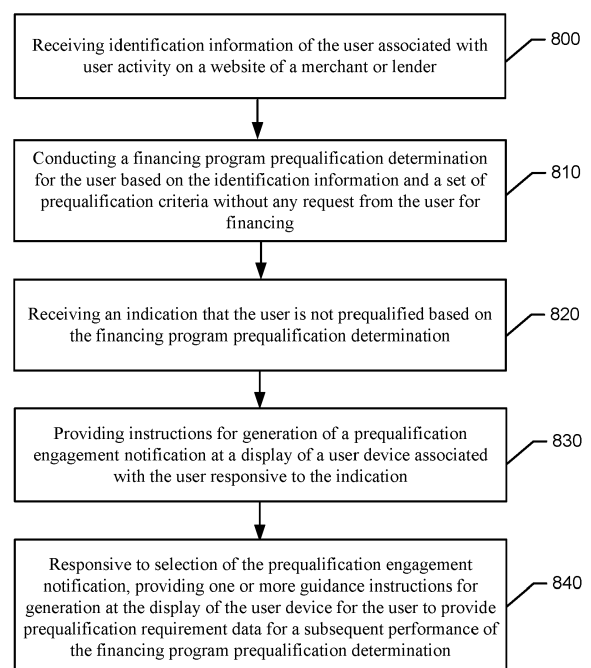 Receiving identification information of the user associated with
user activity on a website of a merchant or lender
800
Conducting a financing program prequalification determination
for the user based on the identification information and a set of
prequalification criteria without any request from the user for
financing
810
Receiving an indication that the user is not prequalified based on
the financing program prequalification determination
820
Providing instructions for generation of a prequalification
engagement notification at a display of a user device associated
with the user responsive to the indication
830
Responsive to selection of the prequalification engagement
notification, providing one or more guidance instructions for
generation at the display of the user device for the user to provide
prequalification requirement data for a subsequent performance of
the financing program prequalification determination
840